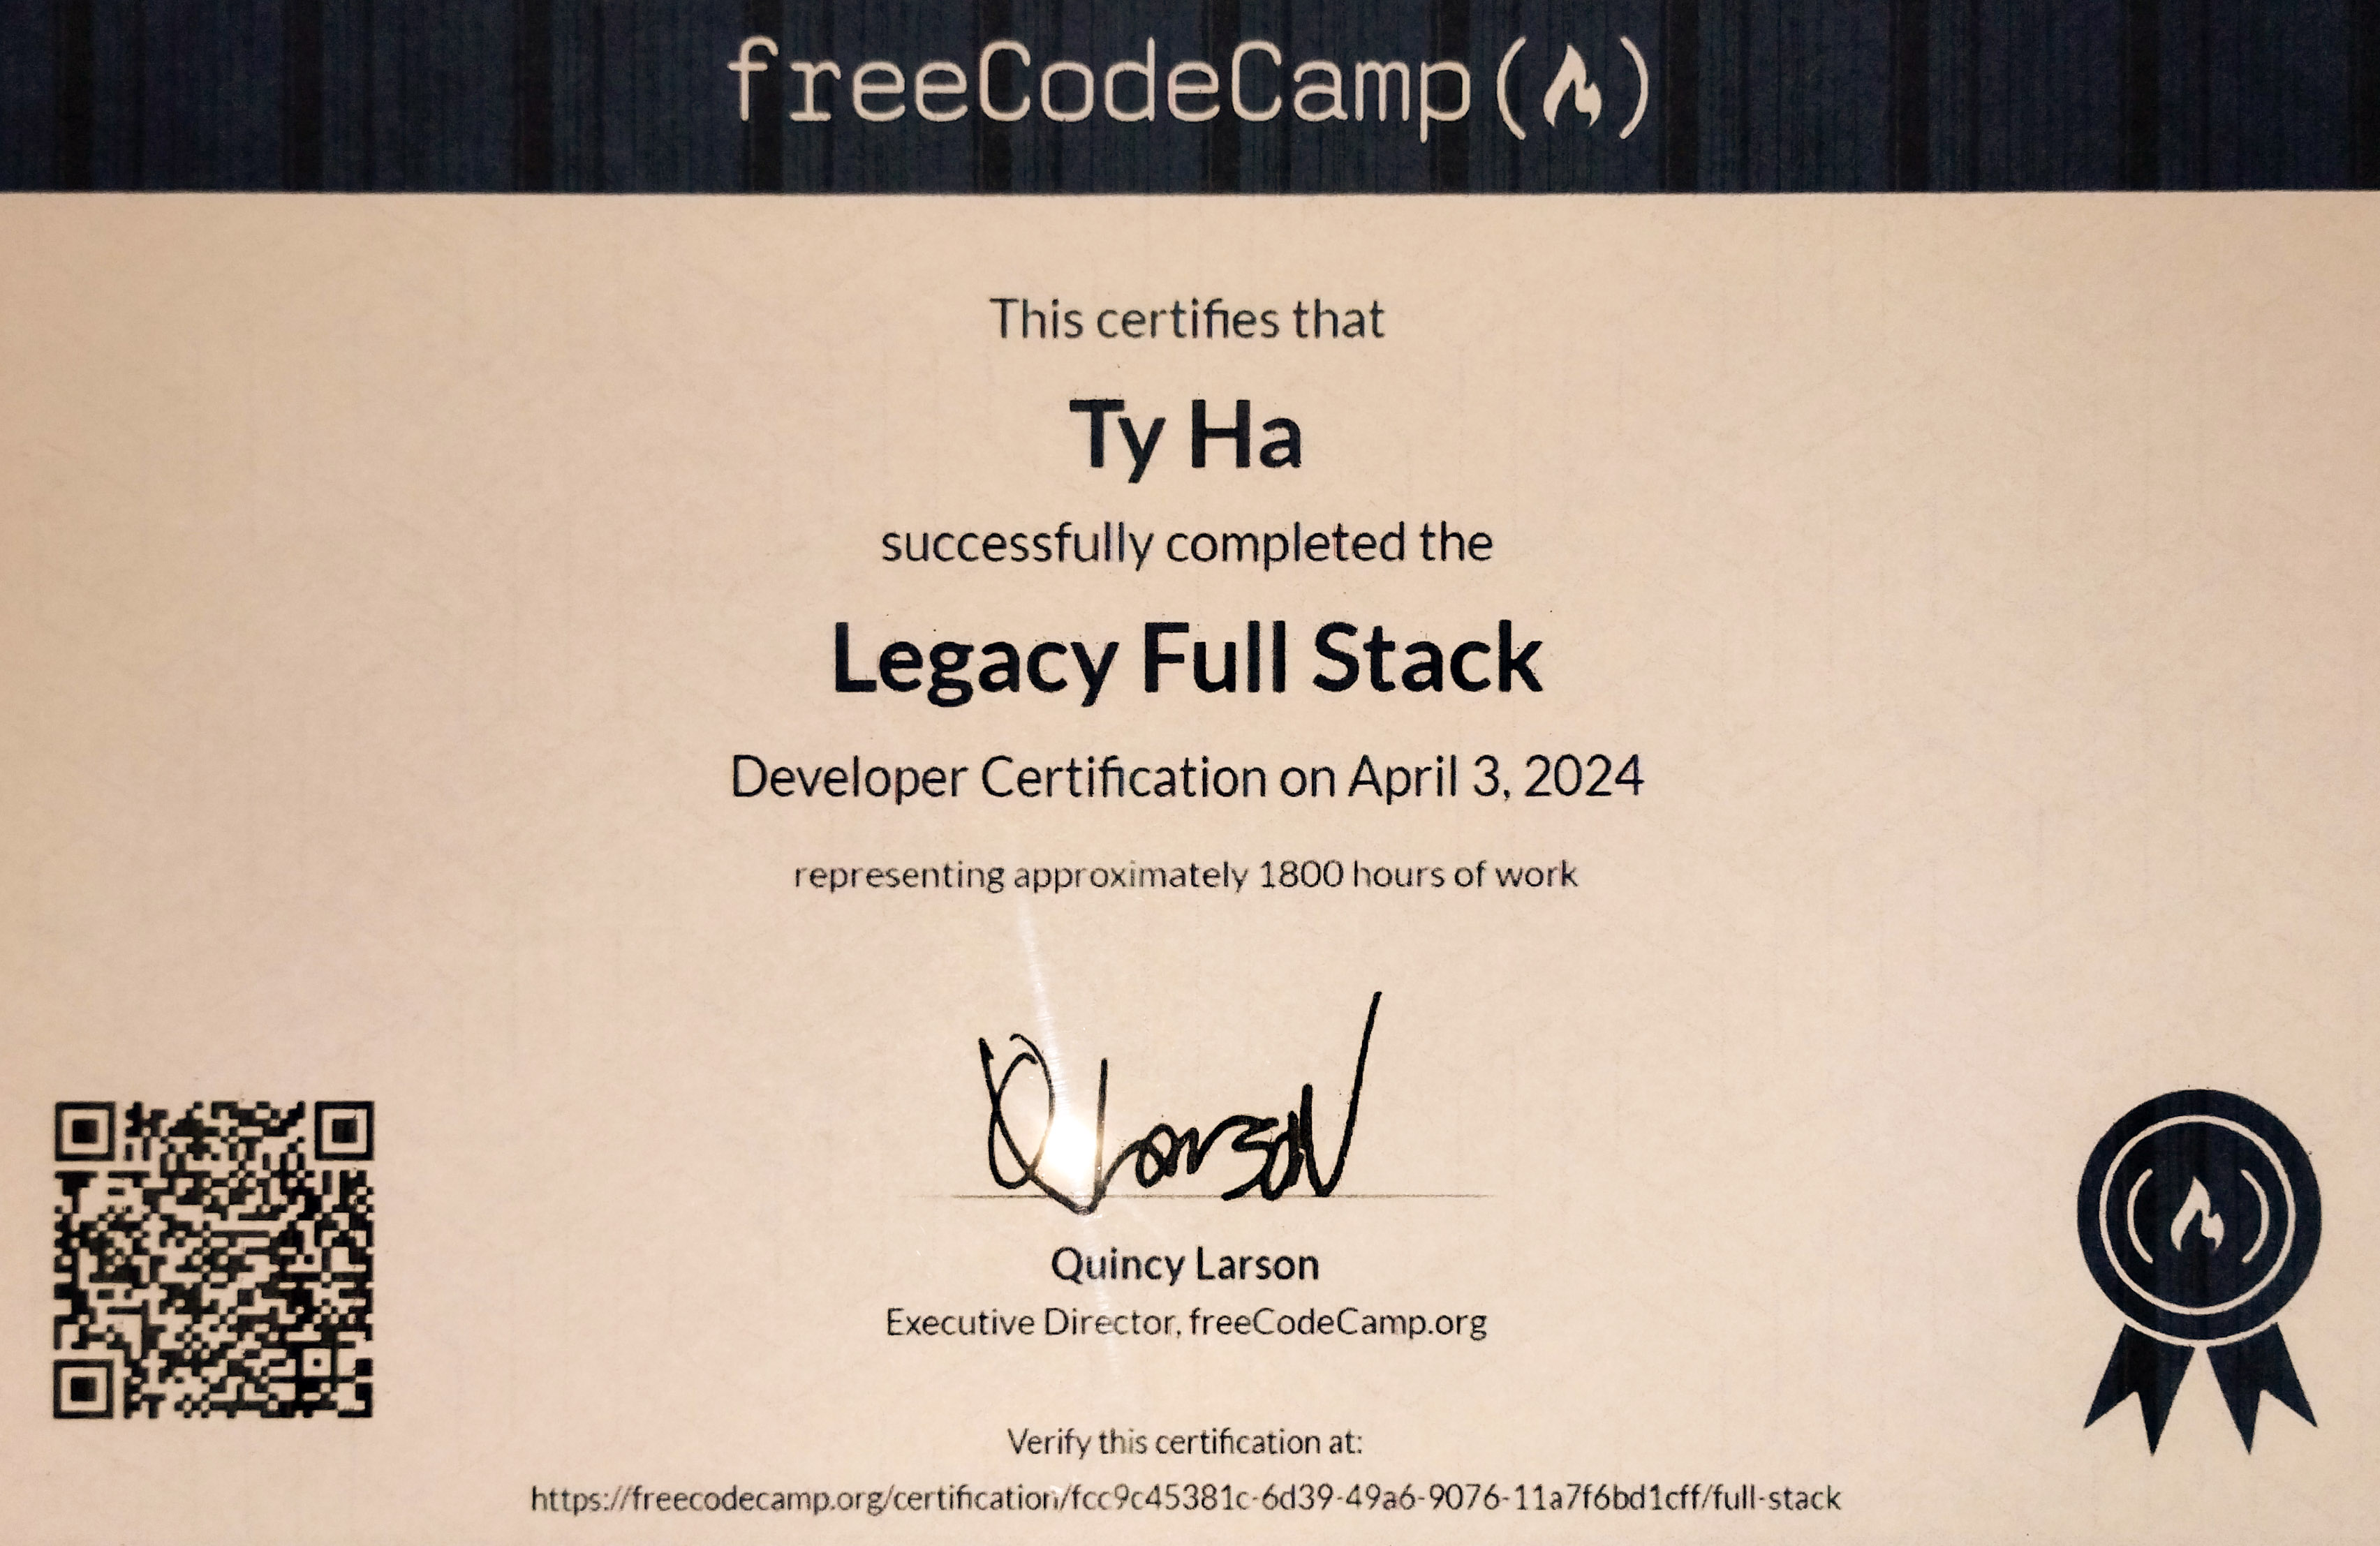 freeCodeCamp(🔥)
This certifies that
Ty Ha
successfully completed the
Legacy Full Stack
Developer Certification on April 3, 2024
representing approximately 1800 hours of work
QLarson
Quincy Larson
Executive Director, freeCodeCamp.org
Verify this certification at:
https://freecodecamp.org/certification/fcc9c45381c-6d39-49a6-9076-11a7f6bd1cff/full-stack